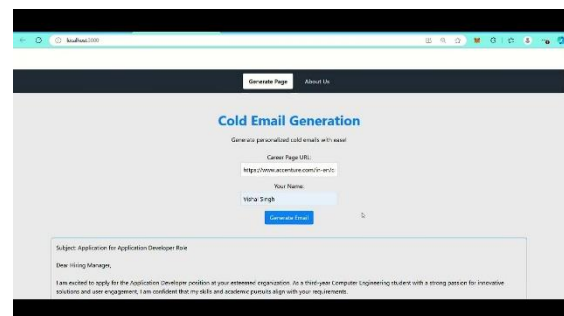 localhost:3000
Generate Page About Us
Cold Email Generation
Generate personalized cold emails with ease!
Career Page URL:
https://www.accenture.com/in-en/c
Your Name:
Vishal Singh
Generate Email
Subject: Application for Application Developer Role
Dear Hiring Manager,
I am excited to apply for the Application Developer position at your esteemed organization. As a third-year Computer Engineering student with a strong passion for innovative
solutions and user engagement, I am confident that my skills and academic pursuits align with your requirements.